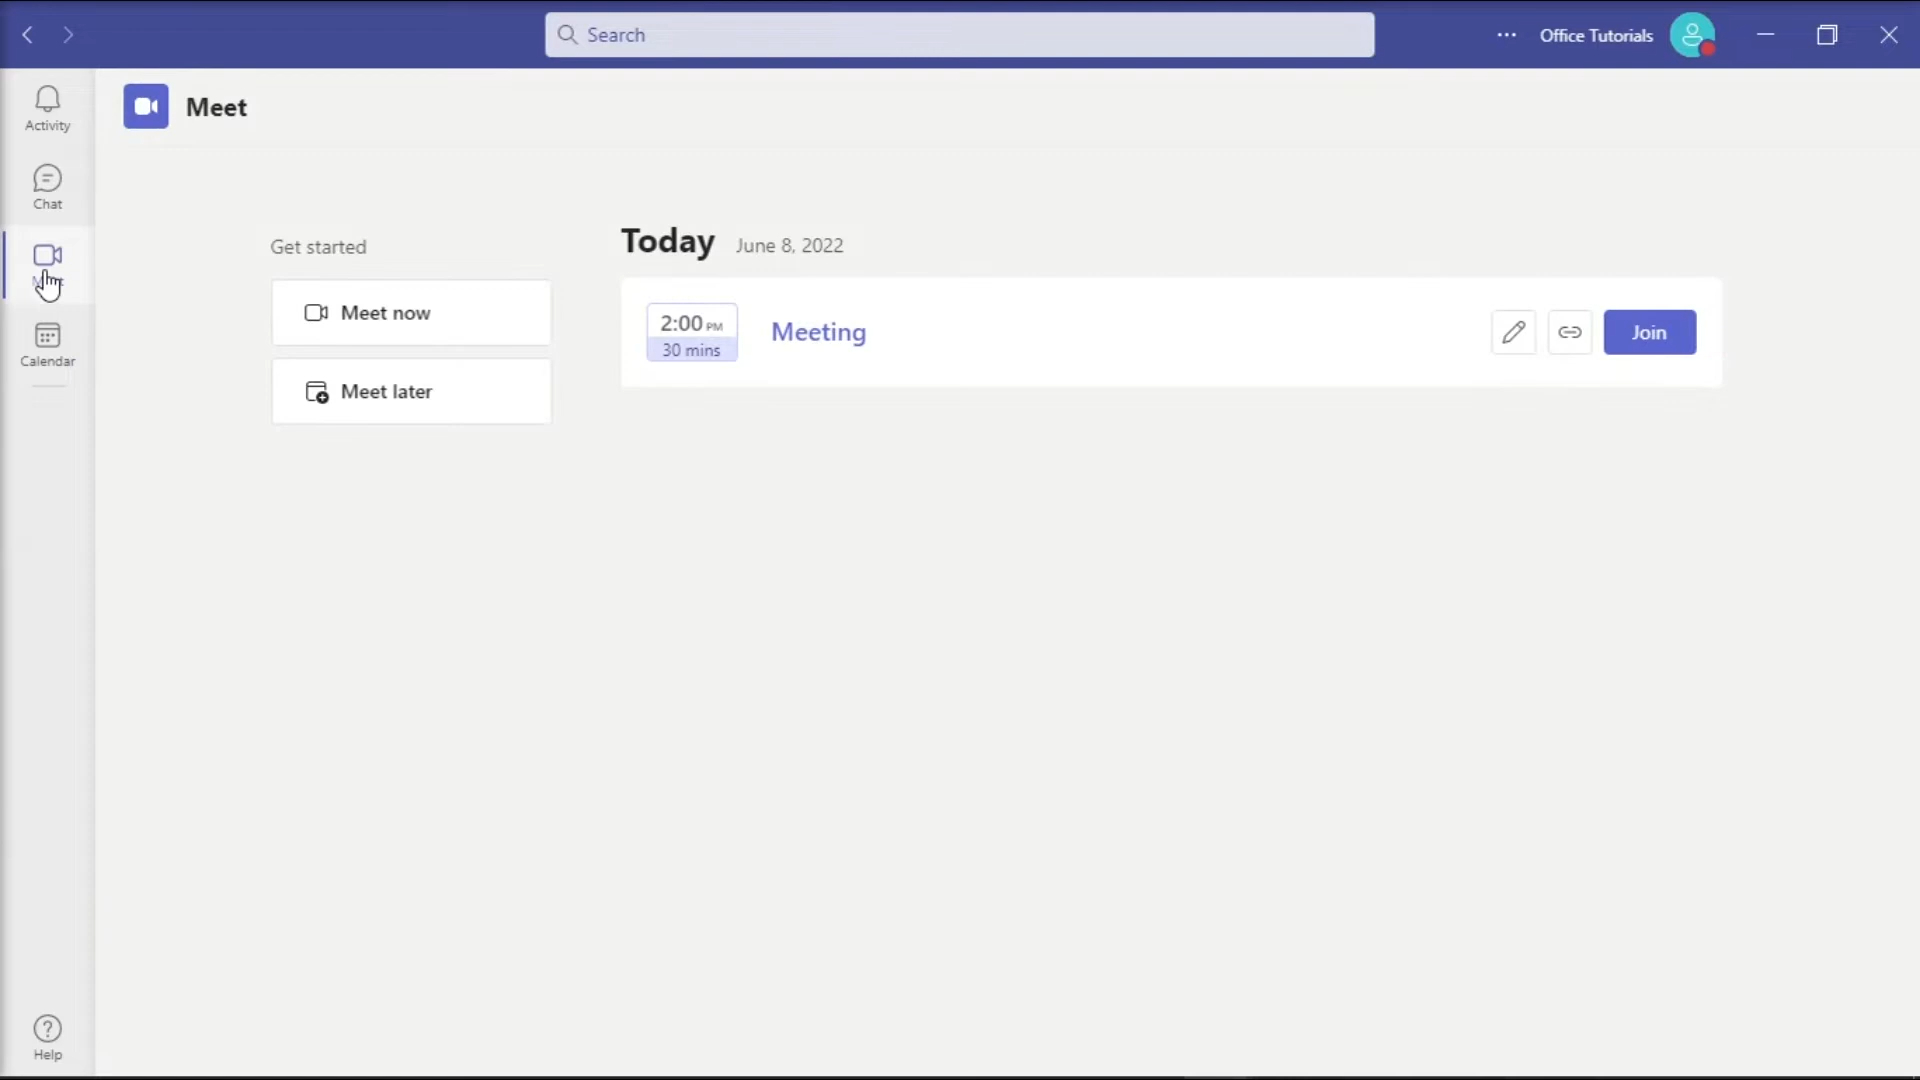 Search
Office Tutorials
Activity
Chat
Calendar
Help
Meet
Get started
Meet now
Meet later
Today June 8, 2022
2:00 PM
30 mins
Meeting
Join